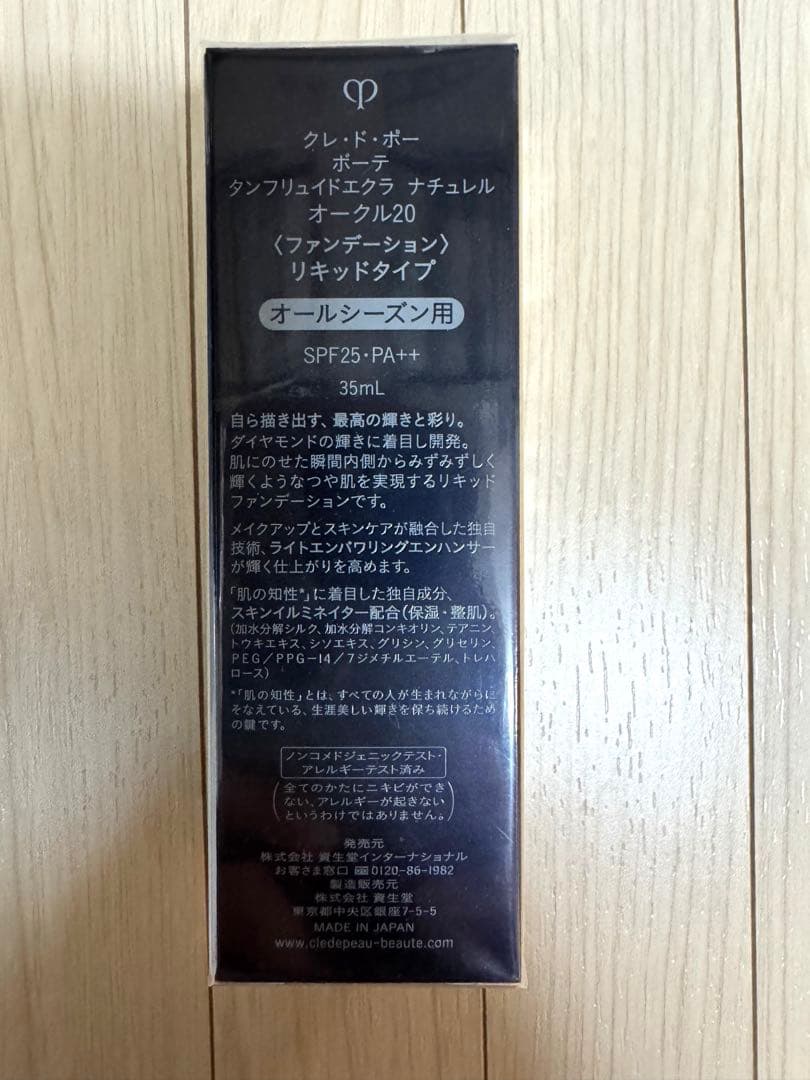 クレ・ド・ポー
ボーテ
タンフリュイドエクラ ナチュレル
オークル20
〈ファンデーション〉
リキッドタイプ
オールシーズン用
SPF25・PA++
35mL
自ら描き出す、最高の輝きと彩り。
ダイヤモンドの輝きに着目し開発。
肌にのせた瞬間内側からみずみずしく
輝くようなつや肌を実現するリキッド
ファンデーションです。
メイクアップとスキンケアが融合した独自
技術、ライトエンパワリングエンハンサー
が輝く仕上がりを高めます。
「肌の知性*」に着目した独自成分、
スキンイルミネイター配合(保湿・整肌)。
(加水分解シルク、加水分解コンキオリン、テアニン、
トウキエキス、シソエキス、グリシン、グリセリン、
PEG/PPG-14/7ジメチルエーテル、トレハ
ロース)
*「肌の知性」とは、すべての人が生まれながらに
そなえている、生涯美しい輝きを保ち続けるため
の鍵です。
ノンコメドジェニックテスト・
アレルギーテスト済み
(全てのかたにニキビができ
ない、アレルギーが起きない
というわけではありません。)
発売元
株式会社 資生堂インターナショナル
お客さま窓口 0120-86-1982
製造販売元
株式会社 資生堂
東京都中央区銀座7-5-5
MADE IN JAPAN
www.cledepeau-beaute.com